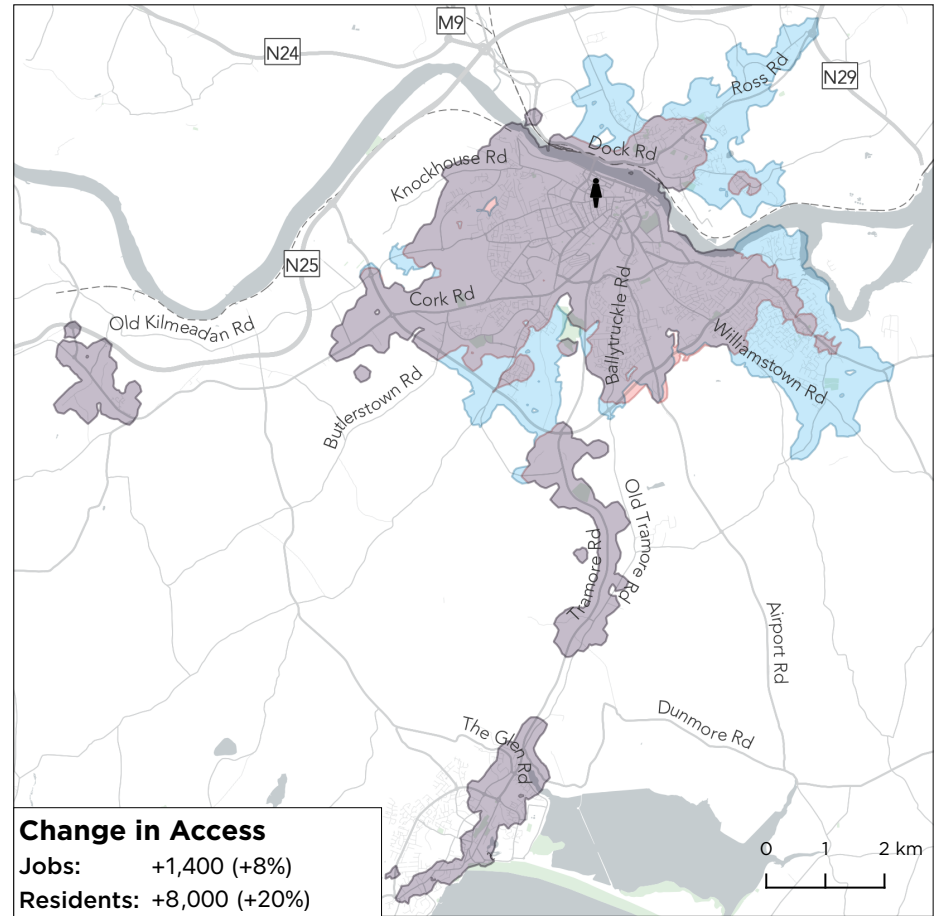 M9
N24
N29
Ross Rd
Dock Rd
Knockhouse Rd
N25
Cork Rd
Old Kilmeadan Rd
Ballytruckle Rd
Williamstown Rd
Butlerstown Rd
Old Tramore Rd
Tramore Rd
Airport Rd
Dunmore Rd
The Glen Rd
Change in Access
Jobs: +1,400 (+8%)
Residents: +8,000 (+20%)
0 1 2 km